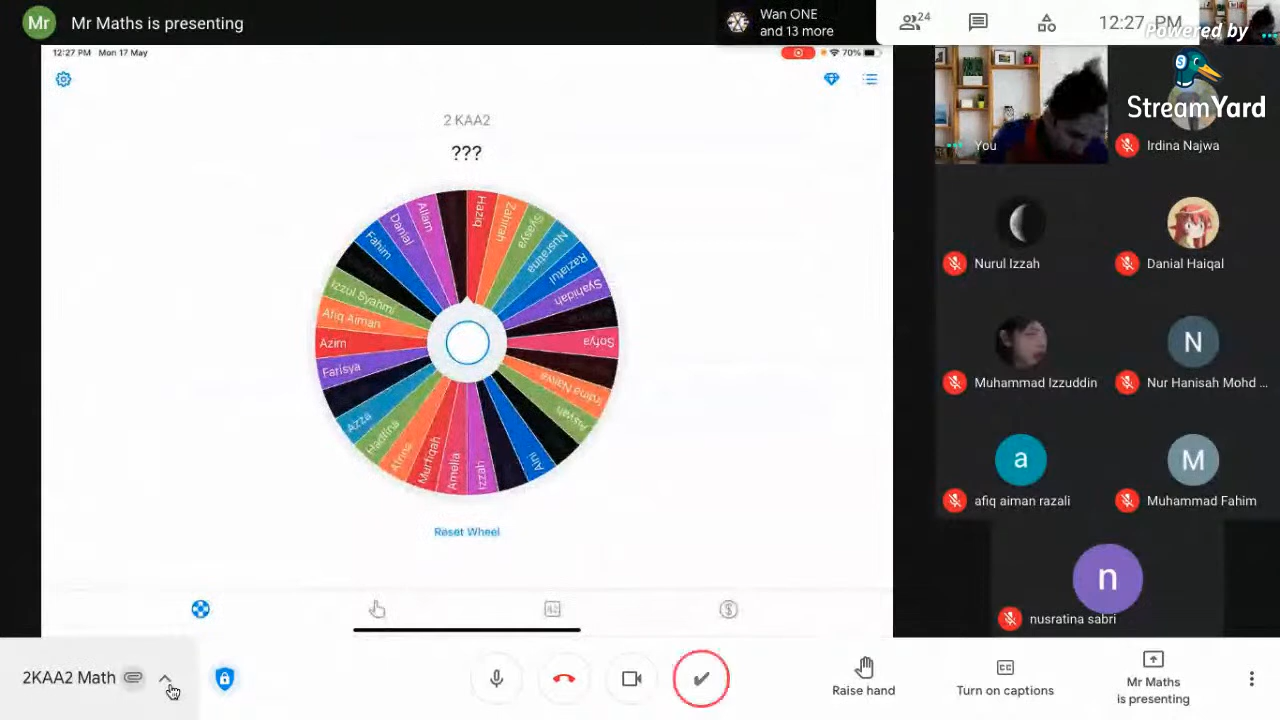 Mr
Mr Maths is presenting
Wan ONE
and 13 more
24
12:27 PM
Powered by
StreamYard
12:27 PM Mon 17 May
70%
2 KAA2
???
Haziq
Zahirah
Syasya
Nusratina
Raziatul
Syahidah
Sofya
Irdina Najwa
Aisyah
Aini
Izzah
Amelia
Murfiqah
Hadfina
Azza
Farisya
Azim
Afiq Aiman
Izzul Syahmi
Fahim
Danial
Allam
Reset Wheel
You
Irdina Najwa
Nurul Izzah
Danial Haiqal
Muhammad Izzuddin
N
Nur Hanisah Mohd ...
a
afiq aiman razali
M
Muhammad Fahim
n
nusratina sabri
2KAA2 Math
Raise hand
Turn on captions
Mr Maths
is presenting